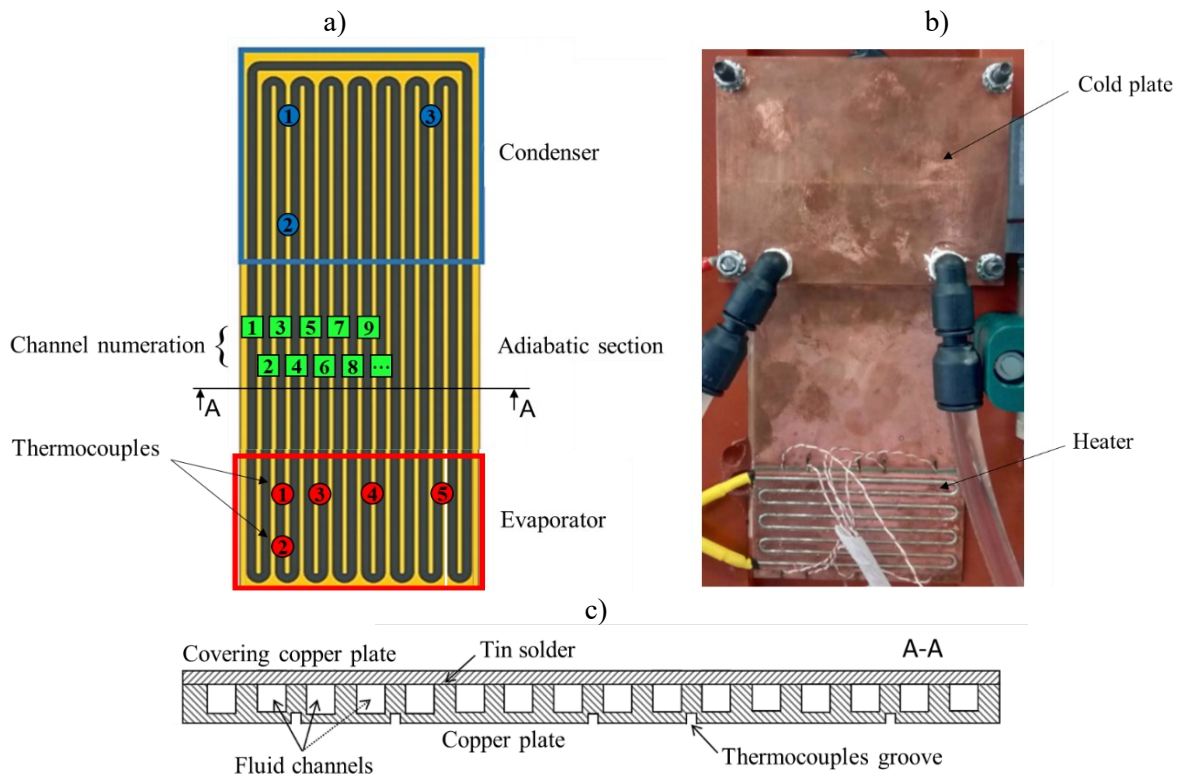 a)
b)
1
3
2
Condenser
Cold plate
Channel numeration
{
1 3 5 7 9
2 4 6 8 ...
Adiabatic section
A
A
Thermocouples
1 3 4 5
2
Evaporator
Heater
c)
Covering copper plate
Tin solder
A-A
Fluid channels
Copper plate
Thermocouples groove